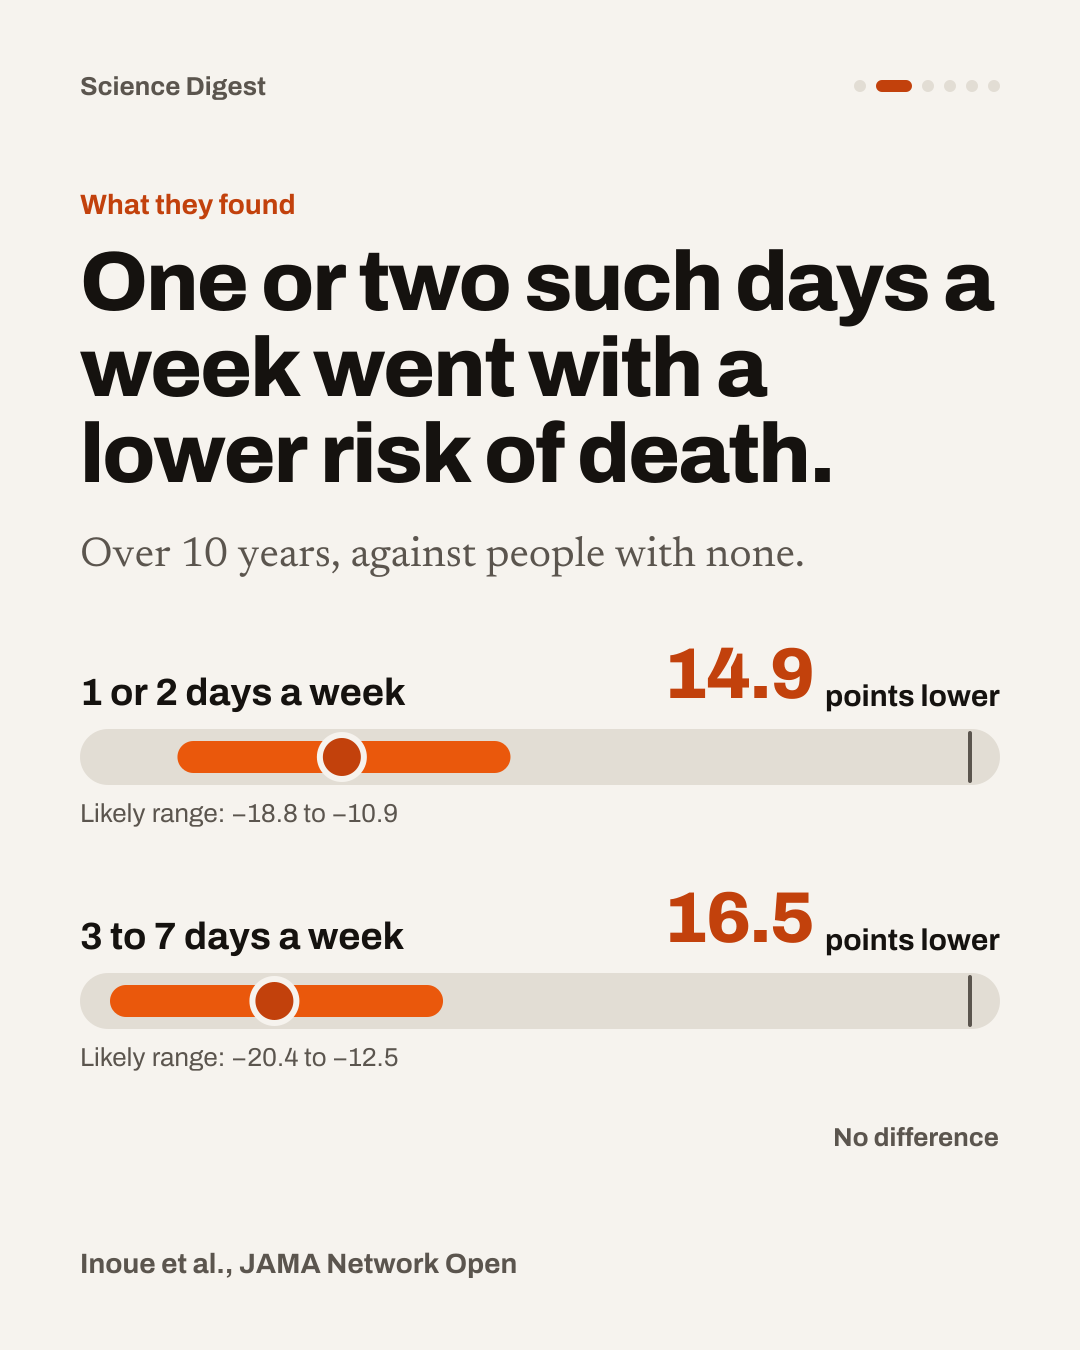 Science Digest
What they found
One or two such days a
week went with a
lower risk of death.
Over 10 years, against people with none.
1 or 2 days a week
14.9 points lower
Likely range: −18.8 to −10.9
3 to 7 days a week
16.5 points lower
Likely range: −20.4 to −12.5
No difference
Inoue et al., JAMA Network Open